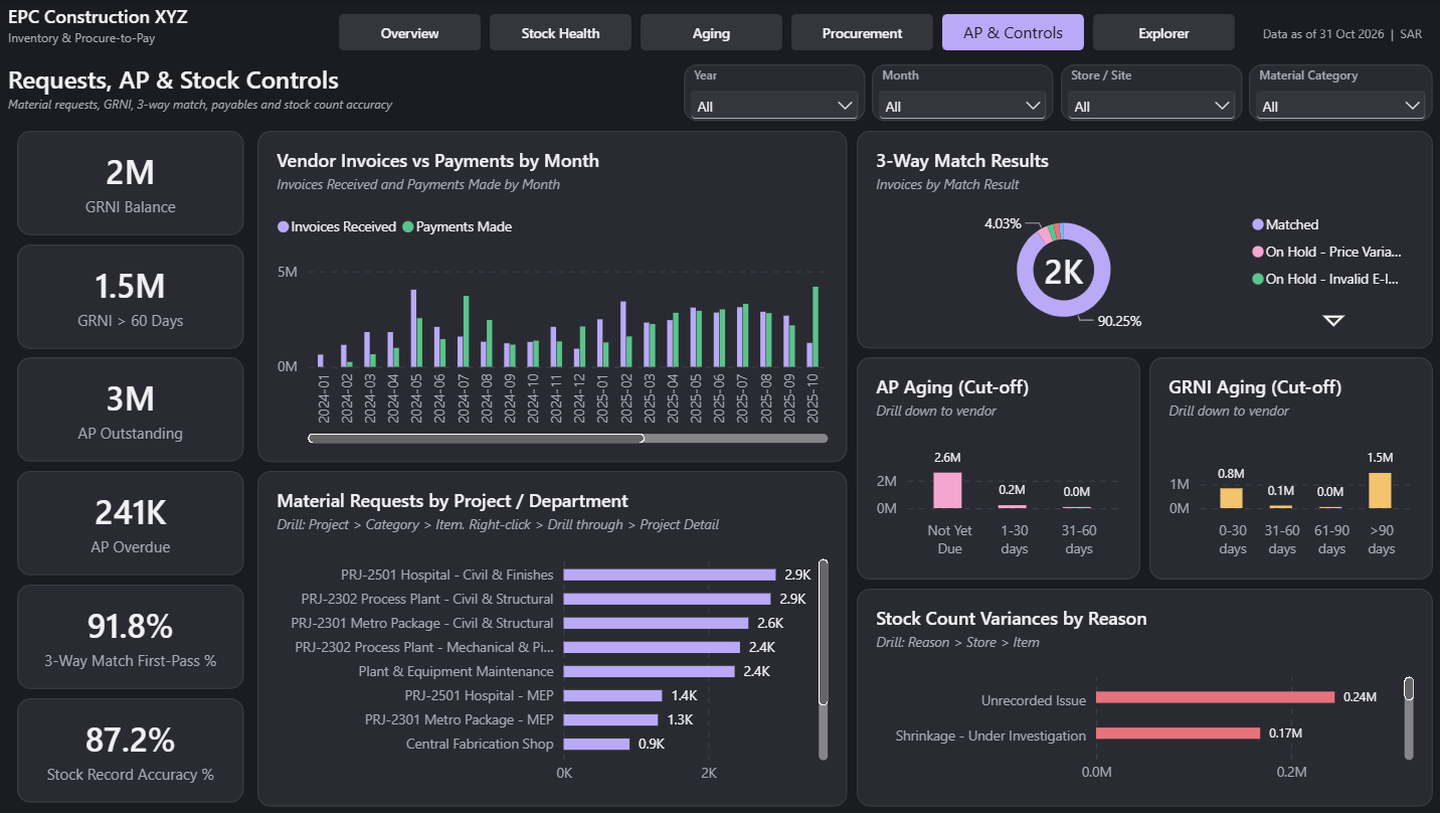 EPC Construction XYZ
Inventory & Procure-to-Pay
Overview
Stock Health
Aging
Procurement
AP & Controls
Explorer
Data as of 31 Oct 2026 | SAR
Requests, AP & Stock Controls
Material requests, GRNI, 3-way match, payables and stock count accuracy
Year
All
Month
All
Store / Site
All
Material Category
All
2M
GRNI Balance
1.5M
GRNI > 60 Days
3M
AP Outstanding
241K
AP Overdue
91.8%
3-Way Match First-Pass %
87.2%
Stock Record Accuracy %
Vendor Invoices vs Payments by Month
Invoices Received and Payments Made by Month
Invoices Received
Payments Made
5M
0M
2024-01
2024-02
2024-03
2024-04
2024-05
2024-06
2024-07
2024-08
2024-09
2024-10
2024-11
2024-12
2025-01
2025-02
2025-03
2025-04
2025-05
2025-06
2025-07
2025-08
2025-09
2025-10
Material Requests by Project / Department
Drill: Project > Category > Item. Right-click > Drill through > Project Detail
PRJ-2501 Hospital - Civil & Finishes 2.9K
PRJ-2302 Process Plant - Civil & Structural 2.9K
PRJ-2301 Metro Package - Civil & Structural 2.6K
PRJ-2302 Process Plant - Mechanical & Pi... 2.4K
Plant & Equipment Maintenance 2.4K
PRJ-2501 Hospital - MEP 1.4K
PRJ-2301 Metro Package - MEP 1.3K
Central Fabrication Shop 0.9K
0K 2K
3-Way Match Results
Invoices by Match Result
4.03%
2K
90.25%
Matched
On Hold - Price Varia...
On Hold - Invalid E-I...
AP Aging (Cut-off)
Drill down to vendor
2M
0M
2.6M
0.2M
0.0M
Not Yet Due
1-30 days
31-60 days
GRNI Aging (Cut-off)
Drill down to vendor
1M
0M
0.8M
0.1M
0.0M
1.5M
0-30 days
31-60 days
61-90 days
>90 days
Stock Count Variances by Reason
Drill: Reason > Store > Item
Unrecorded Issue 0.24M
Shrinkage - Under Investigation 0.17M
0.0M 0.2M